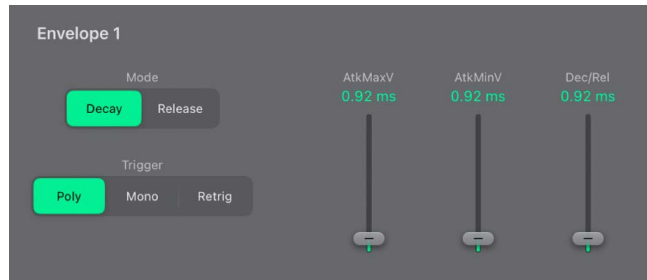 Envelope 1
Mode
Decay Release
Trigger
Poly Mono Retrig
AtkMaxV AtkMinV Dec/Rel
0.92 ms 0.92 ms 0.92 ms